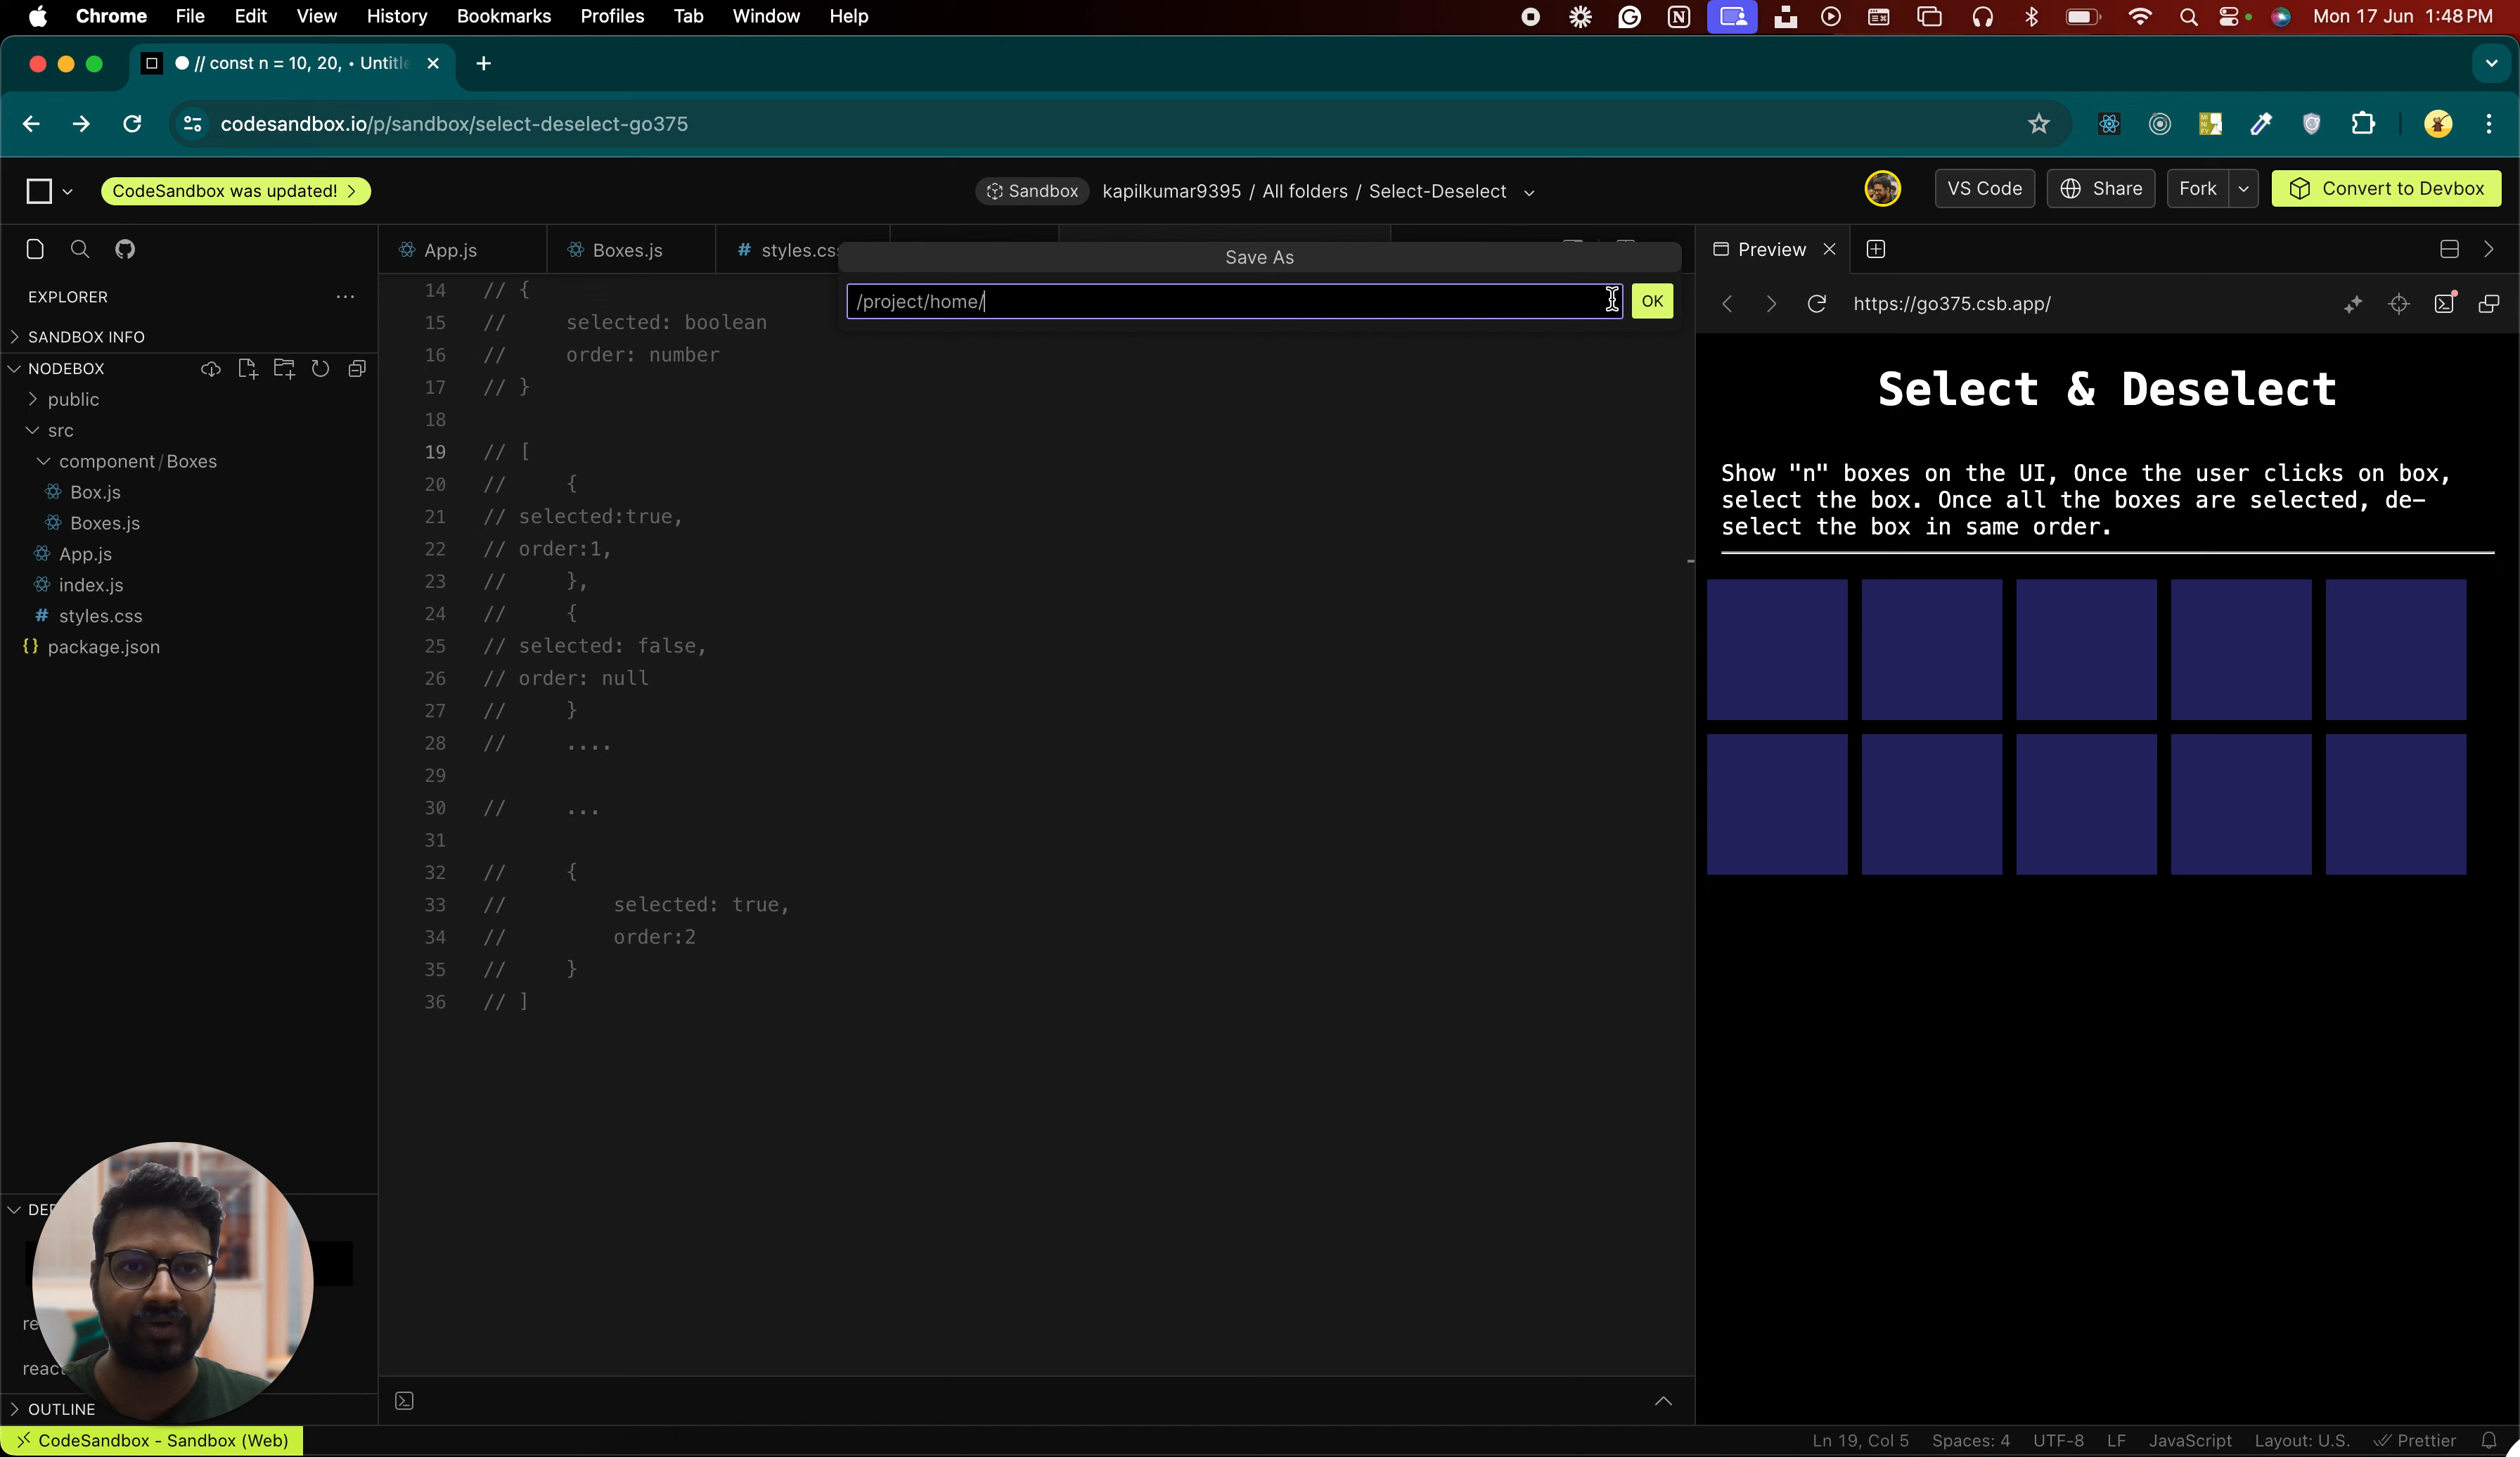 Chrome File Edit View History Bookmarks Profiles Tab Window Help
Mon 17 Jun 1:48 PM
// const n = 10, 20, • Untitle
codesandbox.io/p/sandbox/select-deselect-go375
CodeSandbox was updated!
Sandbox kapilkumar9395 / All folders / Select-Deselect
VS Code Share Fork Convert to Devbox
App.js Boxes.js # styles.css
Save As
/project/home/
OK
EXPLORER
SANDBOX INFO
NODEBOX
public
src
component/Boxes
Box.js
Boxes.js
App.js
index.js
# styles.css
{} package.json
14 // {
15 // selected: boolean
16 // order: number
17 // }
18
19 // [
20 // {
21 // selected:true,
22 // order:1,
23 // },
24 // {
25 // selected: false,
26 // order: null
27 // }
28 // ....
29
30 // ...
31
32 // {
33 // selected: true,
34 // order:2
35 // }
36 // ]
Preview
https://go375.csb.app/
Select & Deselect
Show "n" boxes on the UI, Once the user clicks on box,
select the box. Once all the boxes are selected, de-
select the box in same order.
OUTLINE
CodeSandbox - Sandbox (Web)
Ln 19, Col 5 Spaces: 4 UTF-8 LF JavaScript Layout: U.S. Prettier